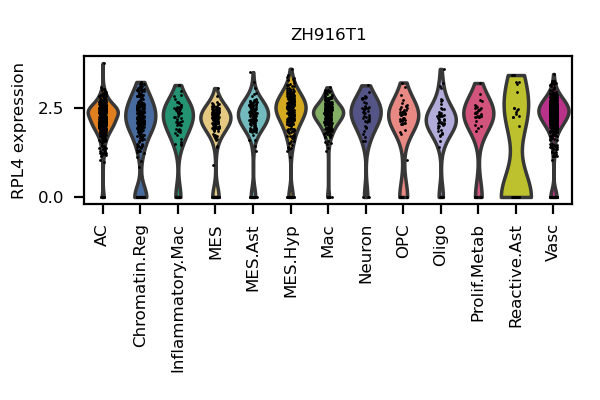 ZH916T1
RPL4 expression
2.5
0.0
AC
Chromatin.Reg
Inflammatory.Mac
MES
MES.Ast
MES.Hyp
Mac
Neuron
OPC
Oligo
Prolif.Metab
Reactive.Ast
Vasc